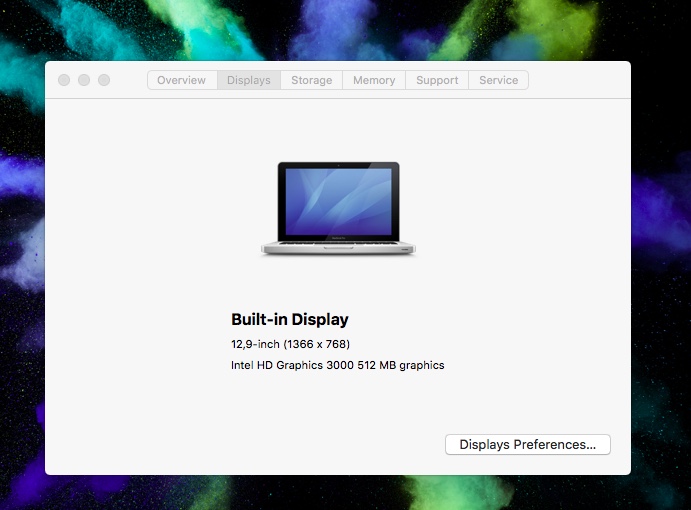 Overview Displays Storage Memory Support Service
Built-in Display
12,9-inch (1366 x 768)
Intel HD Graphics 3000 512 MB graphics
Displays Preferences...